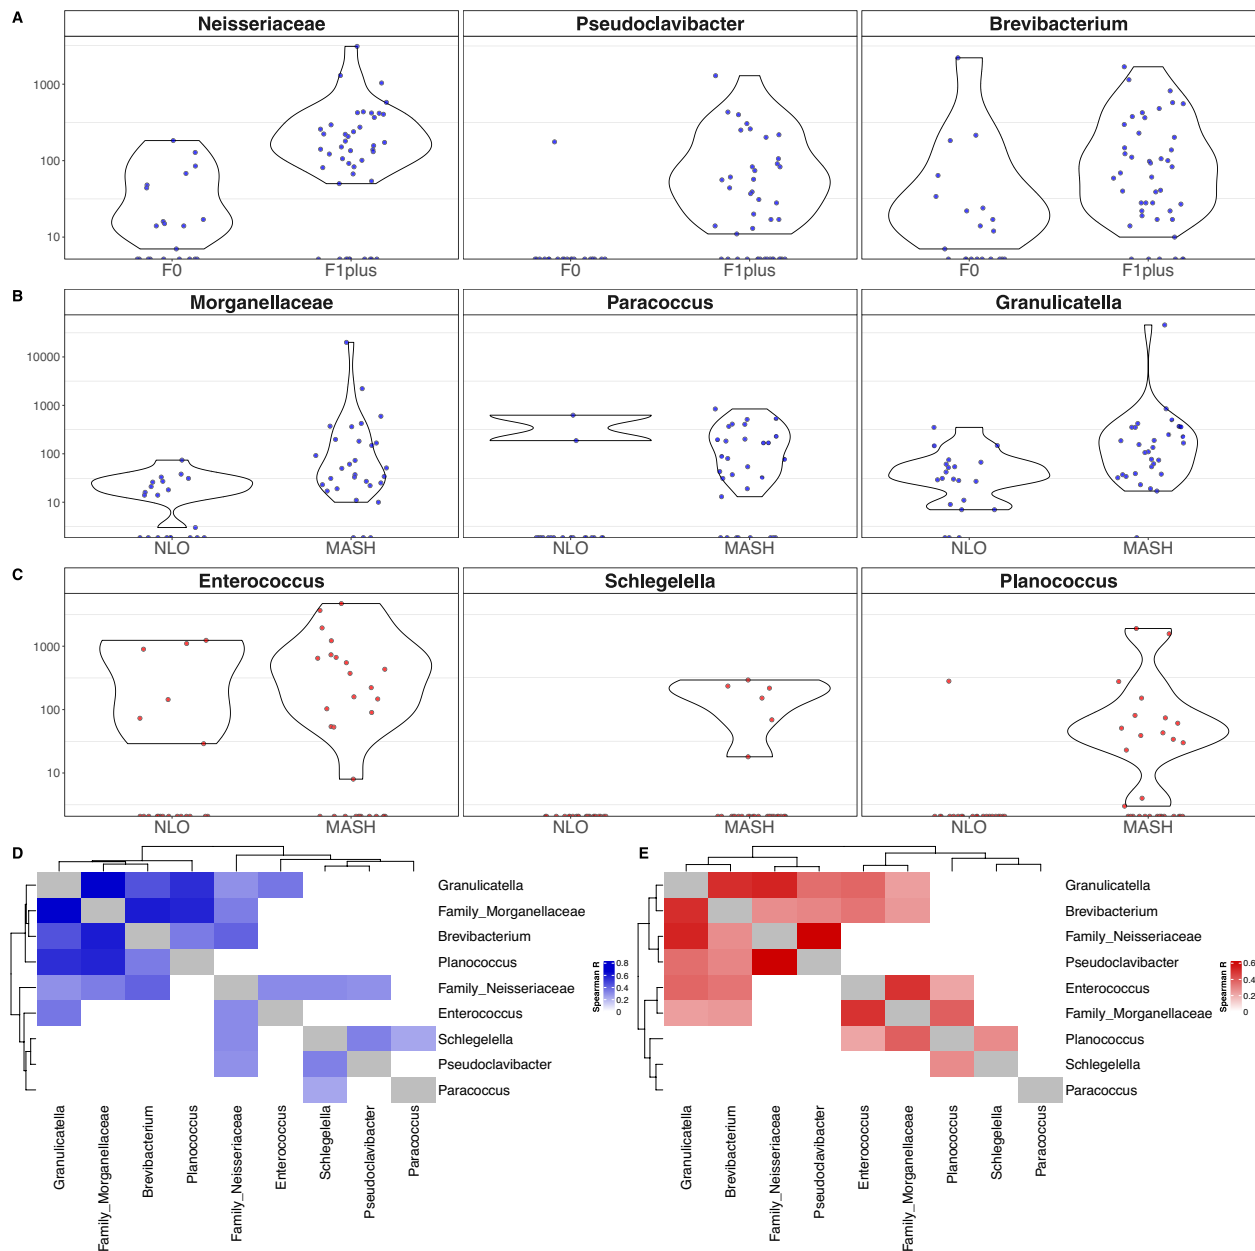 A
Neisseriaceae
Pseudoclavibacter
Brevibacterium
1000
100
10
F0
F1plus
F0
F1plus
F0
F1plus
B
Morganellaceae
Paracoccus
Granulicatella
10000
1000
100
10
NLO
MASH
NLO
MASH
NLO
MASH
C
Enterococcus
Schlegelella
Planococcus
1000
100
10
NLO
MASH
NLO
MASH
NLO
MASH
D
Granulicatella
Family_Morganellaceae
Brevibacterium
Planococcus
Family_Neisseriaceae
Enterococcus
Schlegelella
Pseudoclavibacter
Paracoccus
Spearman R
0.8
0.6
0.4
0.2
0
Granulicatella
Family_Morganellaceae
Brevibacterium
Planococcus
Family_Neisseriaceae
Enterococcus
Schlegelella
Pseudoclavibacter
Paracoccus
E
Granulicatella
Brevibacterium
Family_Neisseriaceae
Pseudoclavibacter
Enterococcus
Family_Morganellaceae
Planococcus
Schlegelella
Paracoccus
Spearman R
0.6
0.4
0.2
0
Granulicatella
Brevibacterium
Family_Neisseriaceae
Pseudoclavibacter
Enterococcus
Family_Morganellaceae
Planococcus
Schlegelella
Paracoccus